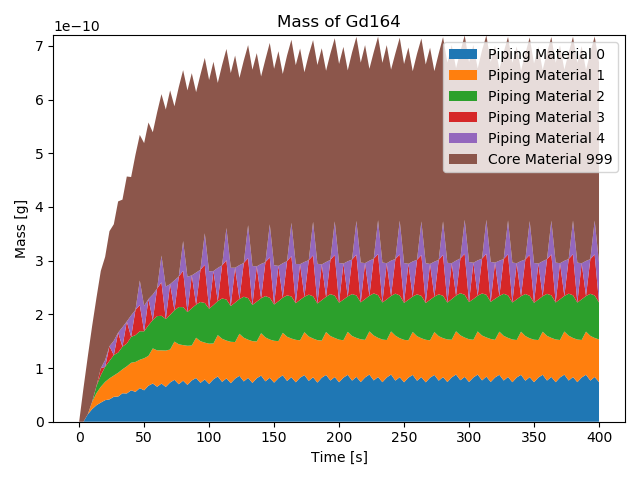 Mass of Gd164
1e−10
Piping Material 0
Piping Material 1
Piping Material 2
Piping Material 3
Piping Material 4
Core Material 999
7
6
5
4
3
2
1
0
Mass [g]
0 50 100 150 200 250 300 350 400
Time [s]